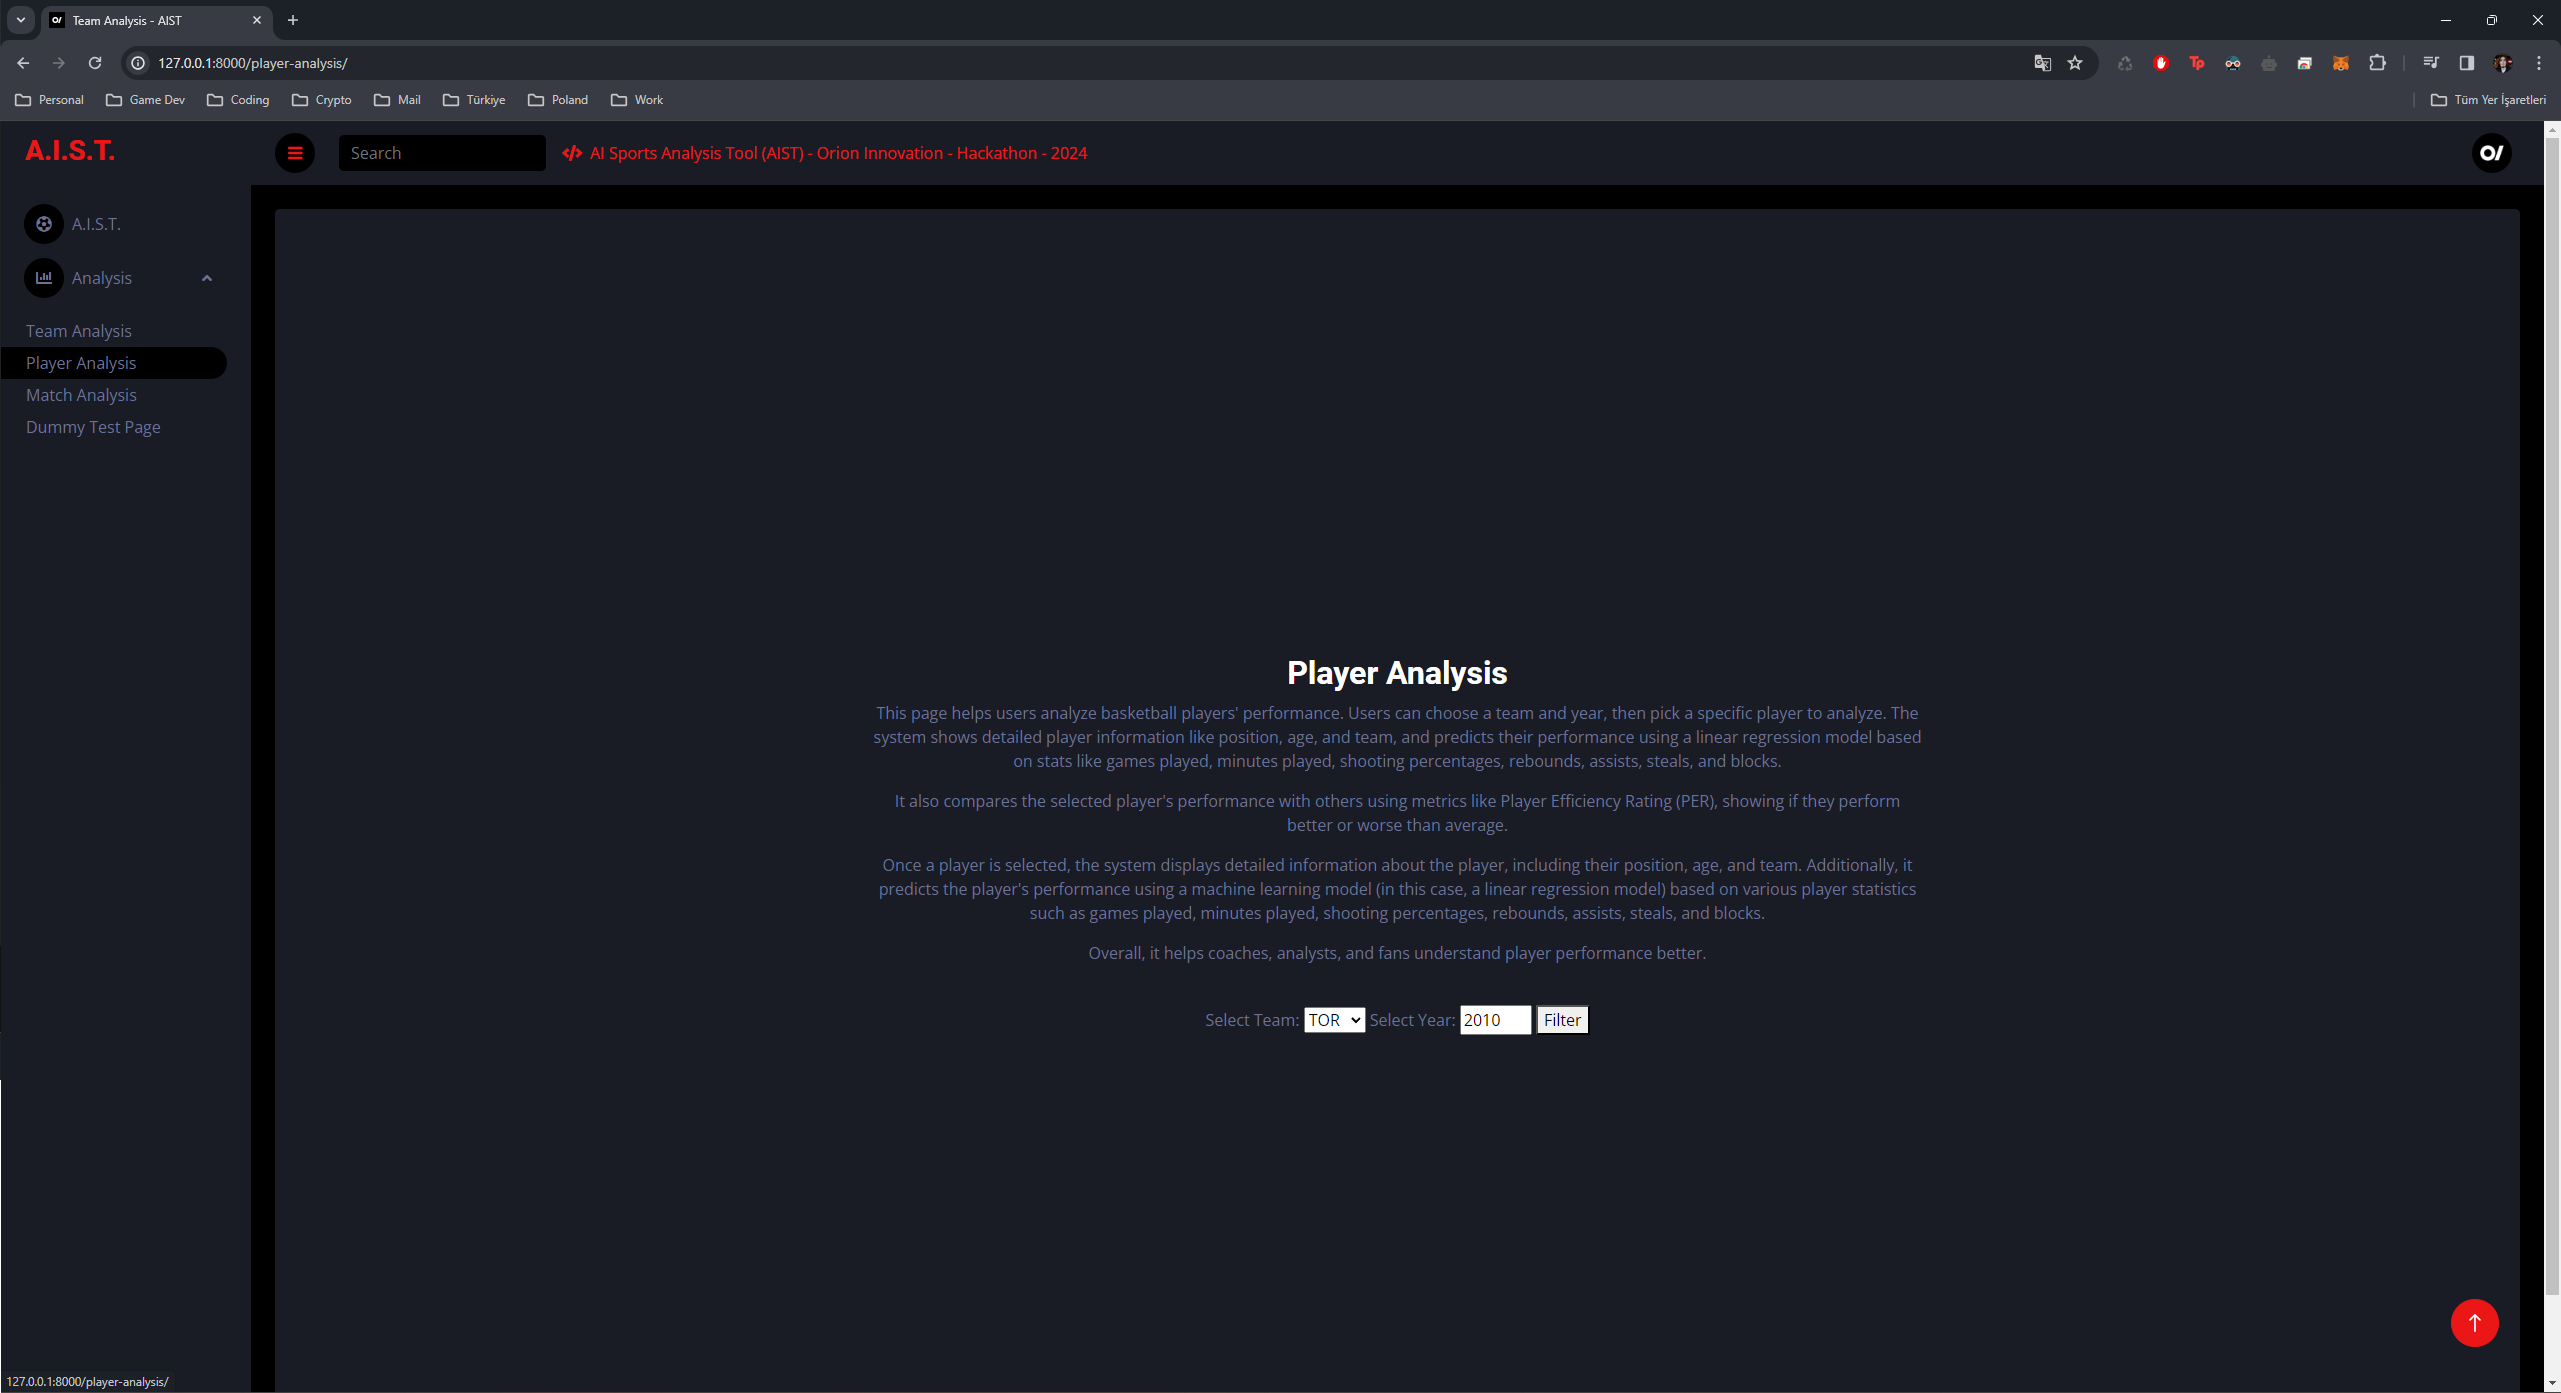 Team Analysis - AIST
127.0.0.1:8000/player-analysis/
Personal
Game Dev
Coding
Crypto
Mail
Türkiye
Poland
Work
Tüm Yer İşaretleri
A.I.S.T.
Search
AI Sports Analysis Tool (AIST) - Orion Innovation - Hackathon - 2024
A.I.S.T.
Analysis
Team Analysis
Player Analysis
Match Analysis
Dummy Test Page
Player Analysis
This page helps users analyze basketball players' performance. Users can choose a team and year, then pick a specific player to analyze. The
system shows detailed player information like position, age, and team, and predicts their performance using a linear regression model based
on stats like games played, minutes played, shooting percentages, rebounds, assists, steals, and blocks.
It also compares the selected player's performance with others using metrics like Player Efficiency Rating (PER), showing if they perform
better or worse than average.
Once a player is selected, the system displays detailed information about the player, including their position, age, and team. Additionally, it
predicts the player's performance using a machine learning model (in this case, a linear regression model) based on various player statistics
such as games played, minutes played, shooting percentages, rebounds, assists, steals, and blocks.
Overall, it helps coaches, analysts, and fans understand player performance better.
Select Team: TOR Select Year: 2010 Filter
127.0.0.1:8000/player-analysis/